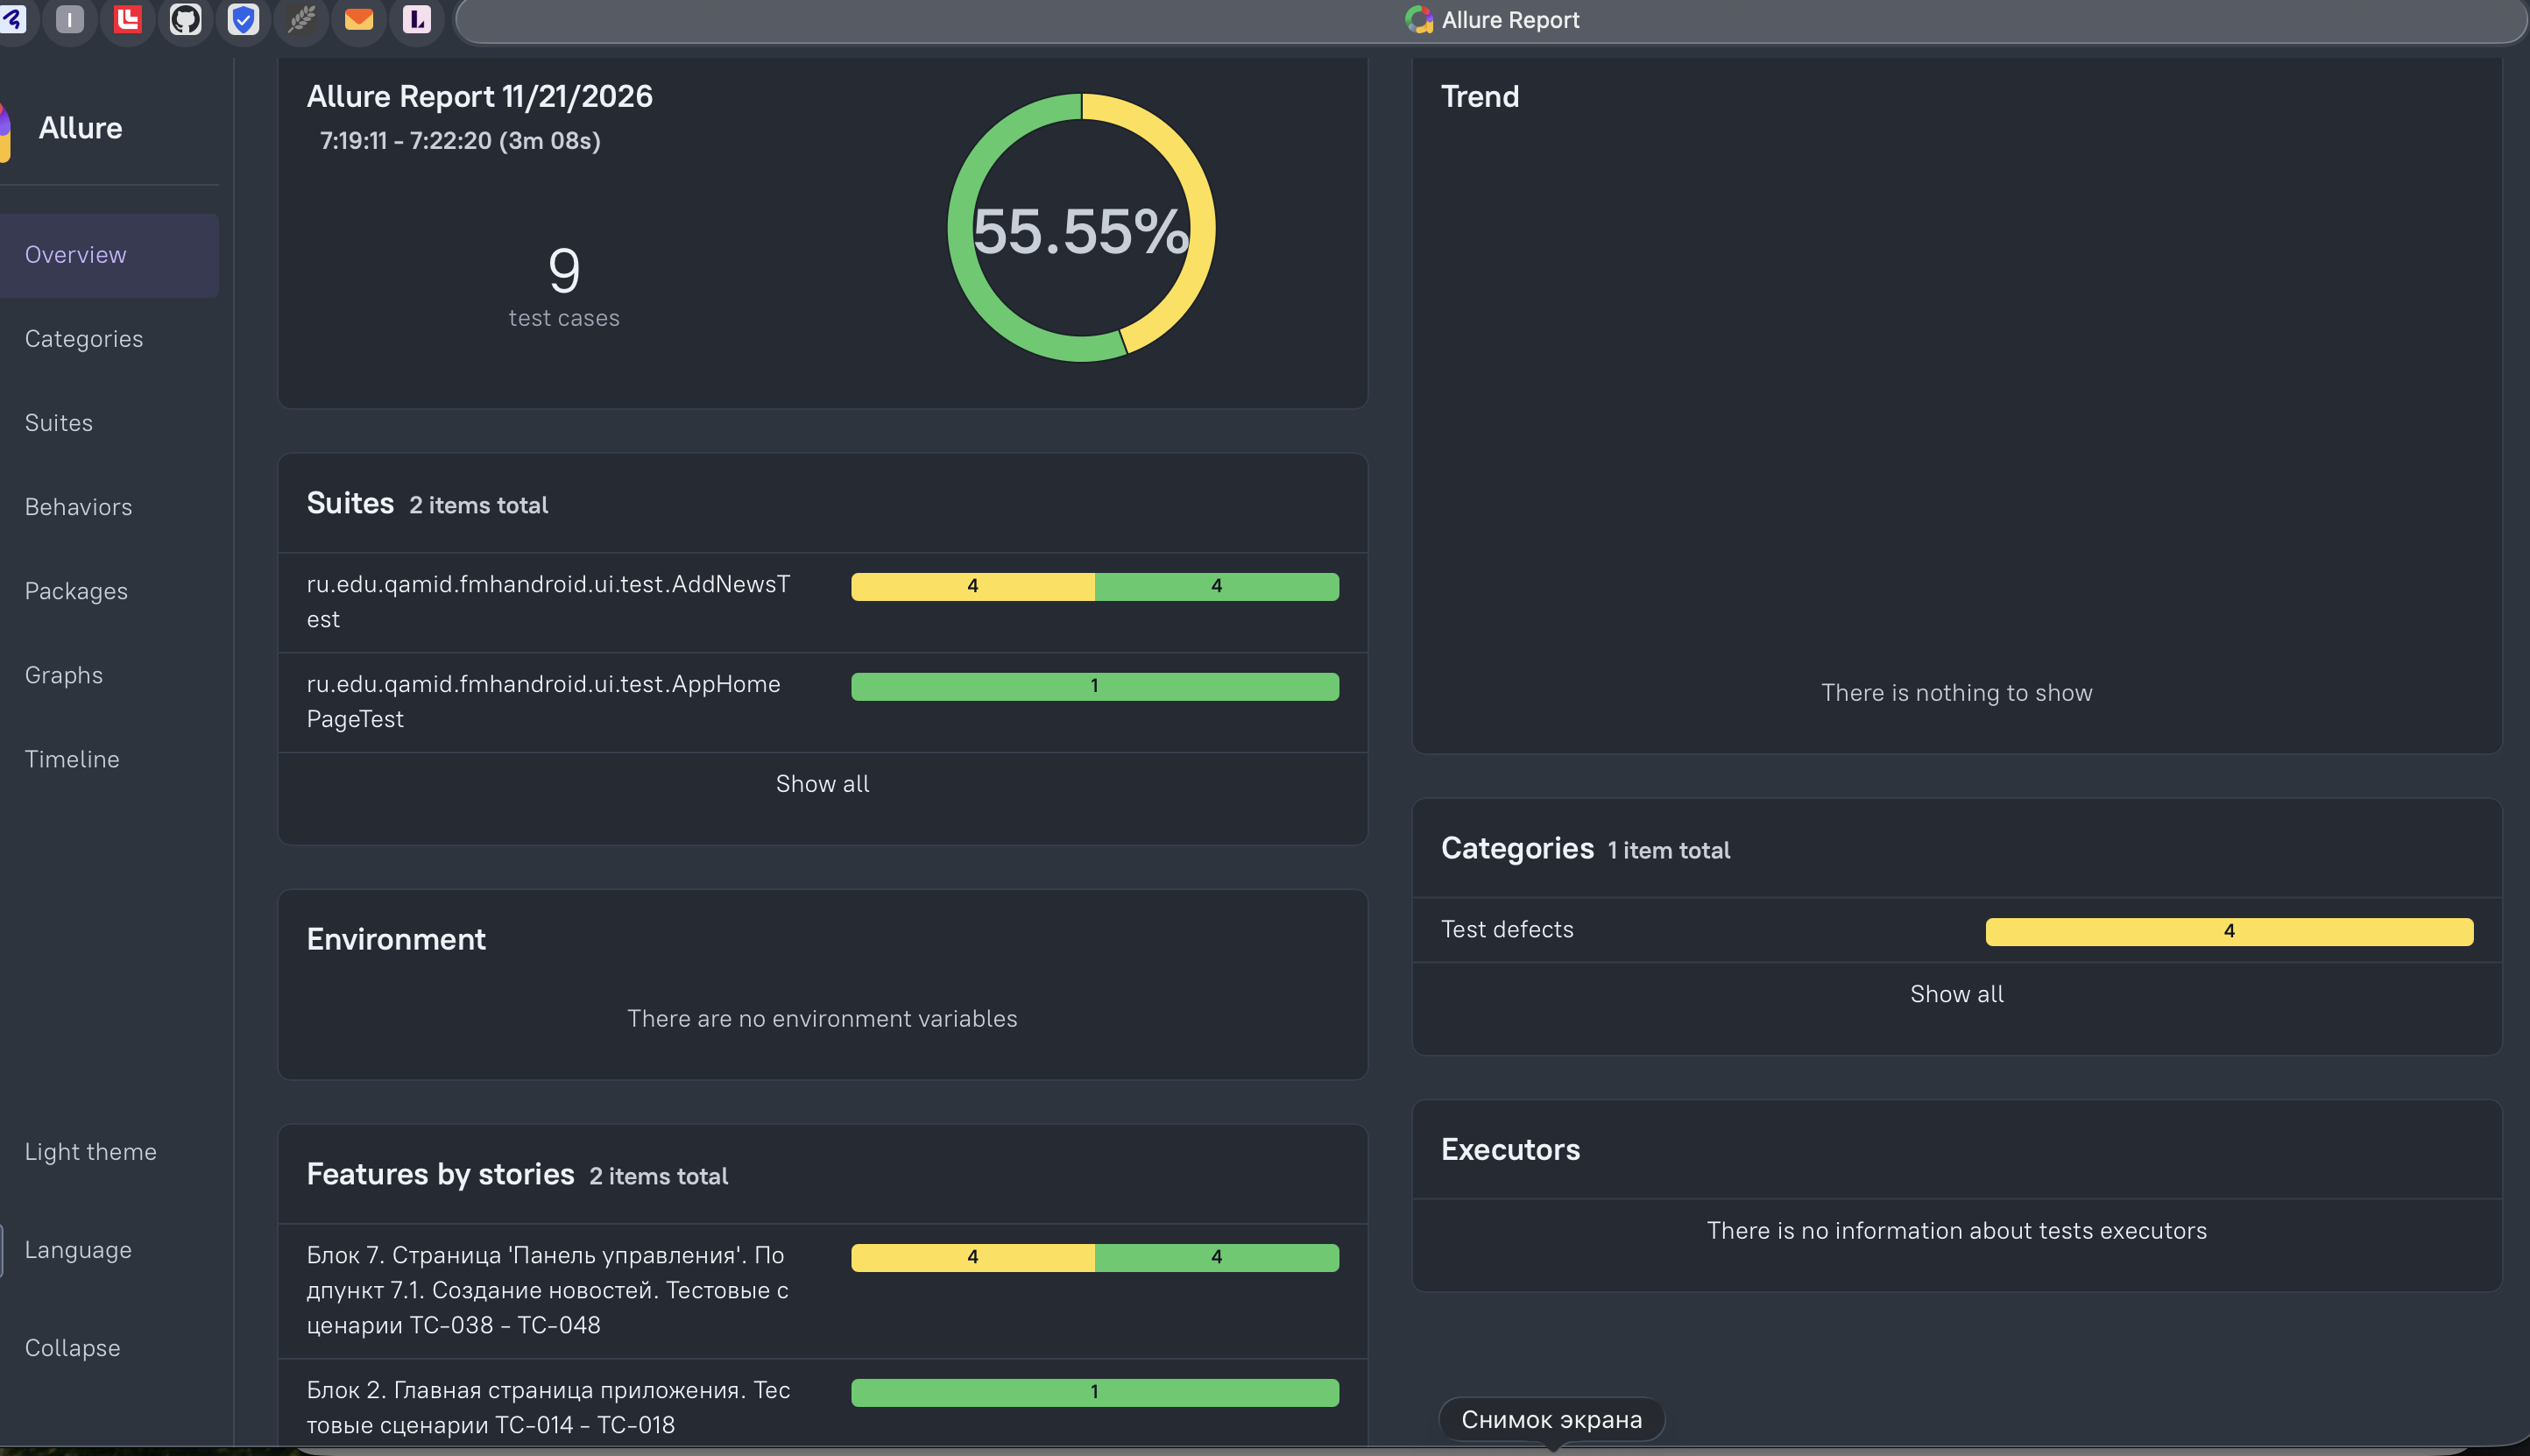 Allure Report
Allure
Overview
Categories
Suites
Behaviors
Packages
Graphs
Timeline
Light theme
Language
Collapse
Allure Report 11/21/2026
7:19:11 - 7:22:20 (3m 08s)
9
test cases
55.55%
Suites 2 items total
ru.edu.qamid.fmhandroid.ui.test.AddNewsT
est
4 4
ru.edu.qamid.fmhandroid.ui.test.AppHome
PageTest
1
Show all
Environment
There are no environment variables
Features by stories 2 items total
Блок 7. Страница 'Панель управления'. По
дпункт 7.1. Создание новостей. Тестовые с
ценарии TC-038 - TC-048
4 4
Блок 2. Главная страница приложения. Тес
товые сценарии TC-014 - TC-018
1
Trend
There is nothing to show
Categories 1 item total
Test defects 4
Show all
Executors
There is no information about tests executors
Снимок экрана